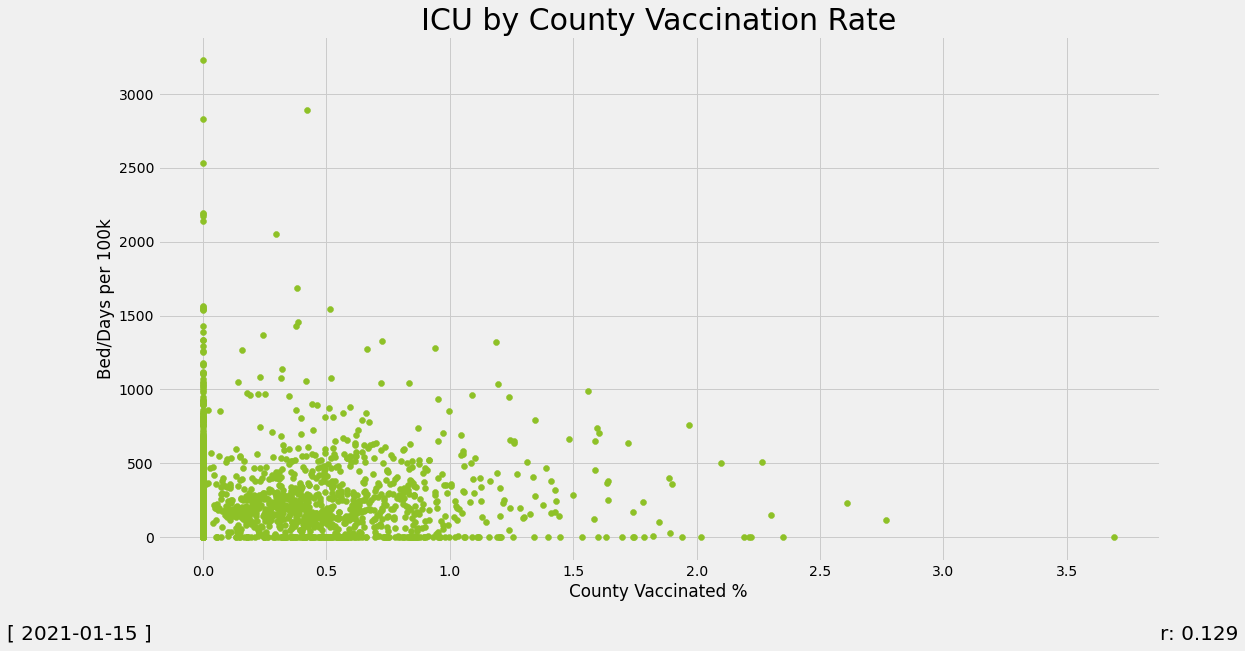 ICU by County Vaccination Rate
3000
2500
2000
1500
1000
500
0
Bed/Days per 100k
0.0 0.5 1.0 1.5 2.0 2.5 3.0 3.5
County Vaccinated %
[ 2021-01-15 ]
r: 0.129